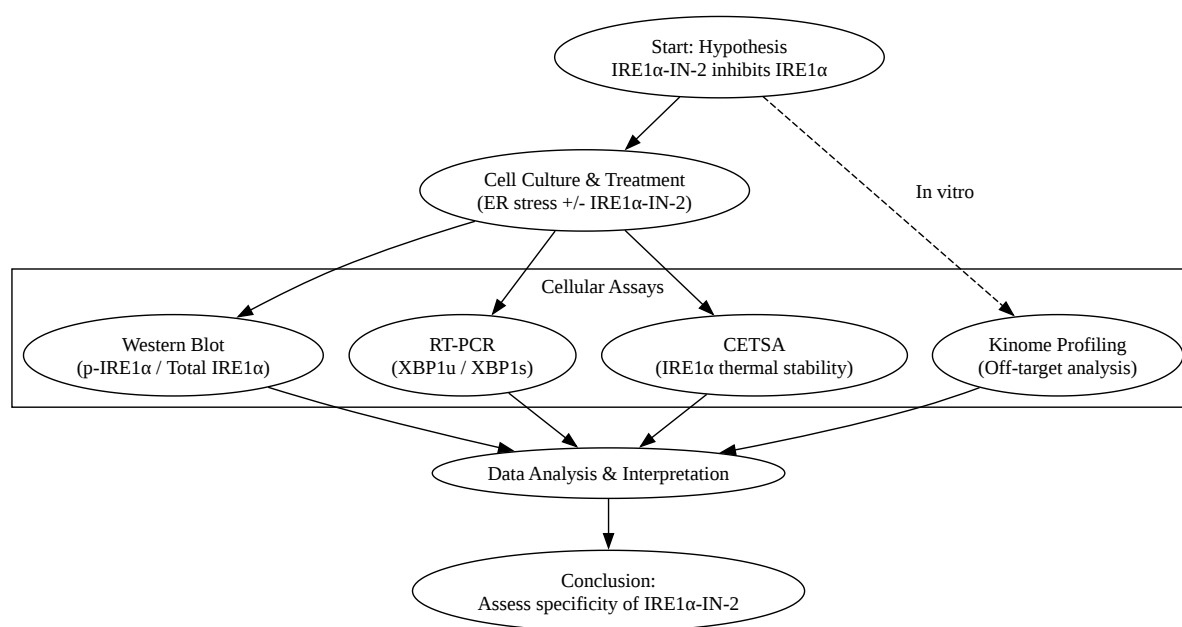 Start: Hypothesis
IRE1α-IN-2 inhibits IRE1α
Cell Culture & Treatment
(ER stress +/- IRE1α-IN-2)
In vitro
Cellular Assays
Western Blot
(p-IRE1α / Total IRE1α)
RT-PCR
(XBP1u / XBP1s)
CETSA
(IRE1α thermal stability)
Kinome Profiling
(Off-target analysis)
Data Analysis & Interpretation
Conclusion:
Assess specificity of IRE1α-IN-2